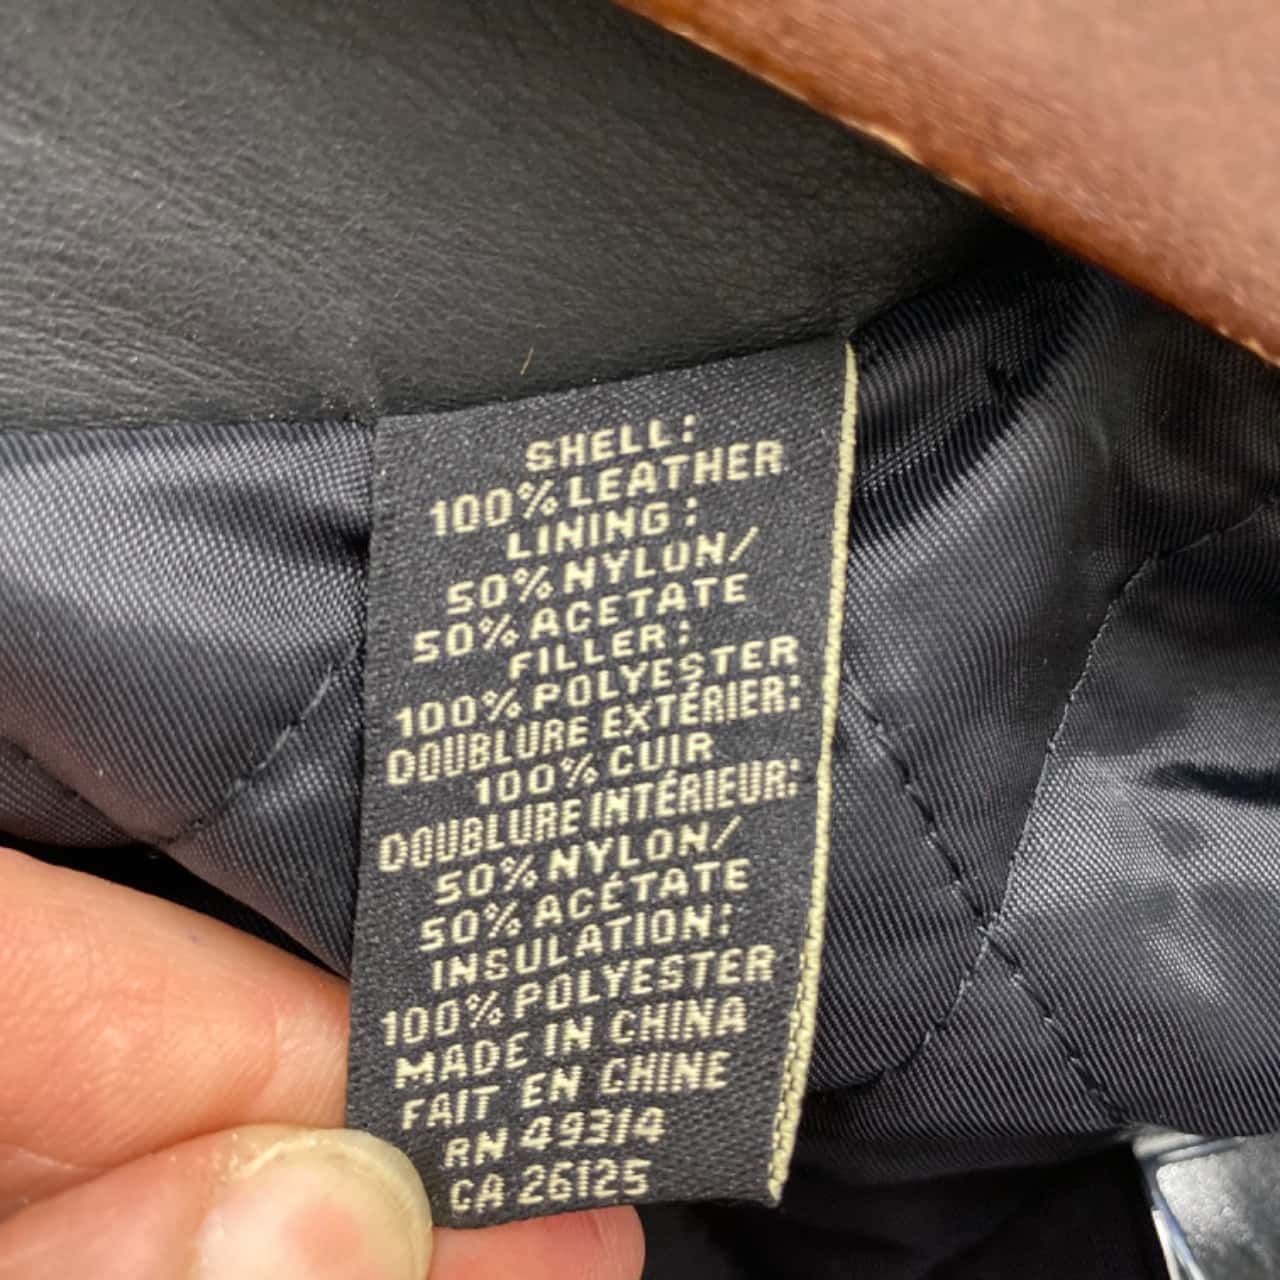 SHELL:
100% LEATHER
LINING:
50% NYLON/
50% ACETATE
FILLER:
100% POLYESTER
DOUBLURE EXTÉRIER:
100% CUIR
DOUBLURE INTÉRIEUR:
50% NYLON/
50% ACÉTATE
INSULATION:
100% POLYESTER
MADE IN CHINA
FAIT EN CHINE
RN 49314
CA 26125